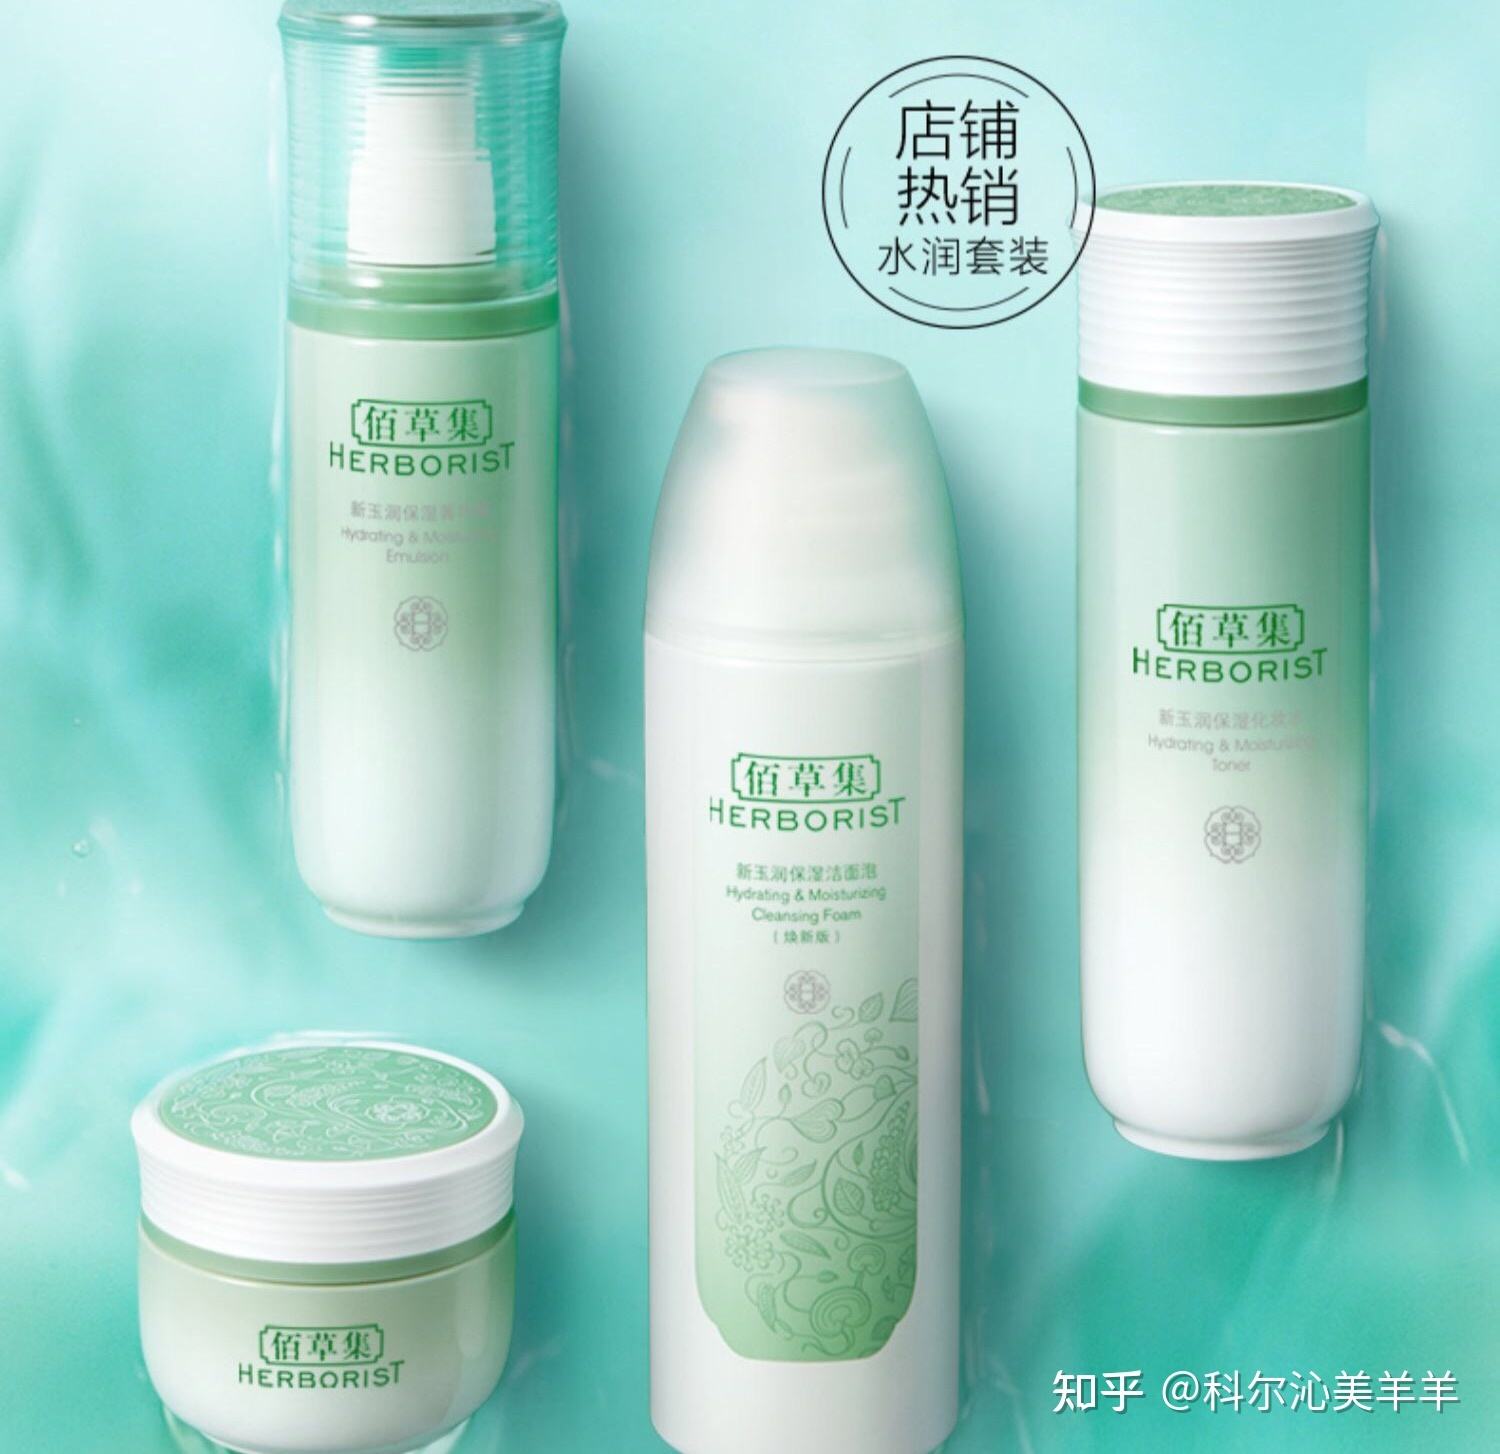 店铺
热销
水润套装
佰草集
HERBORIST
新玉润保湿
Hydrating &
Emulsion
佰草集
HERBORIST
新玉润保湿洁面泡
Hydrating & Moisturizing
Cleansing Foam
(焕新版)
佰草集
HERBORIST
新玉润保湿化妆水
Hydrating & Moisturizing
Toner
佰草集
HERBORIST
知乎 @科尔沁美羊羊